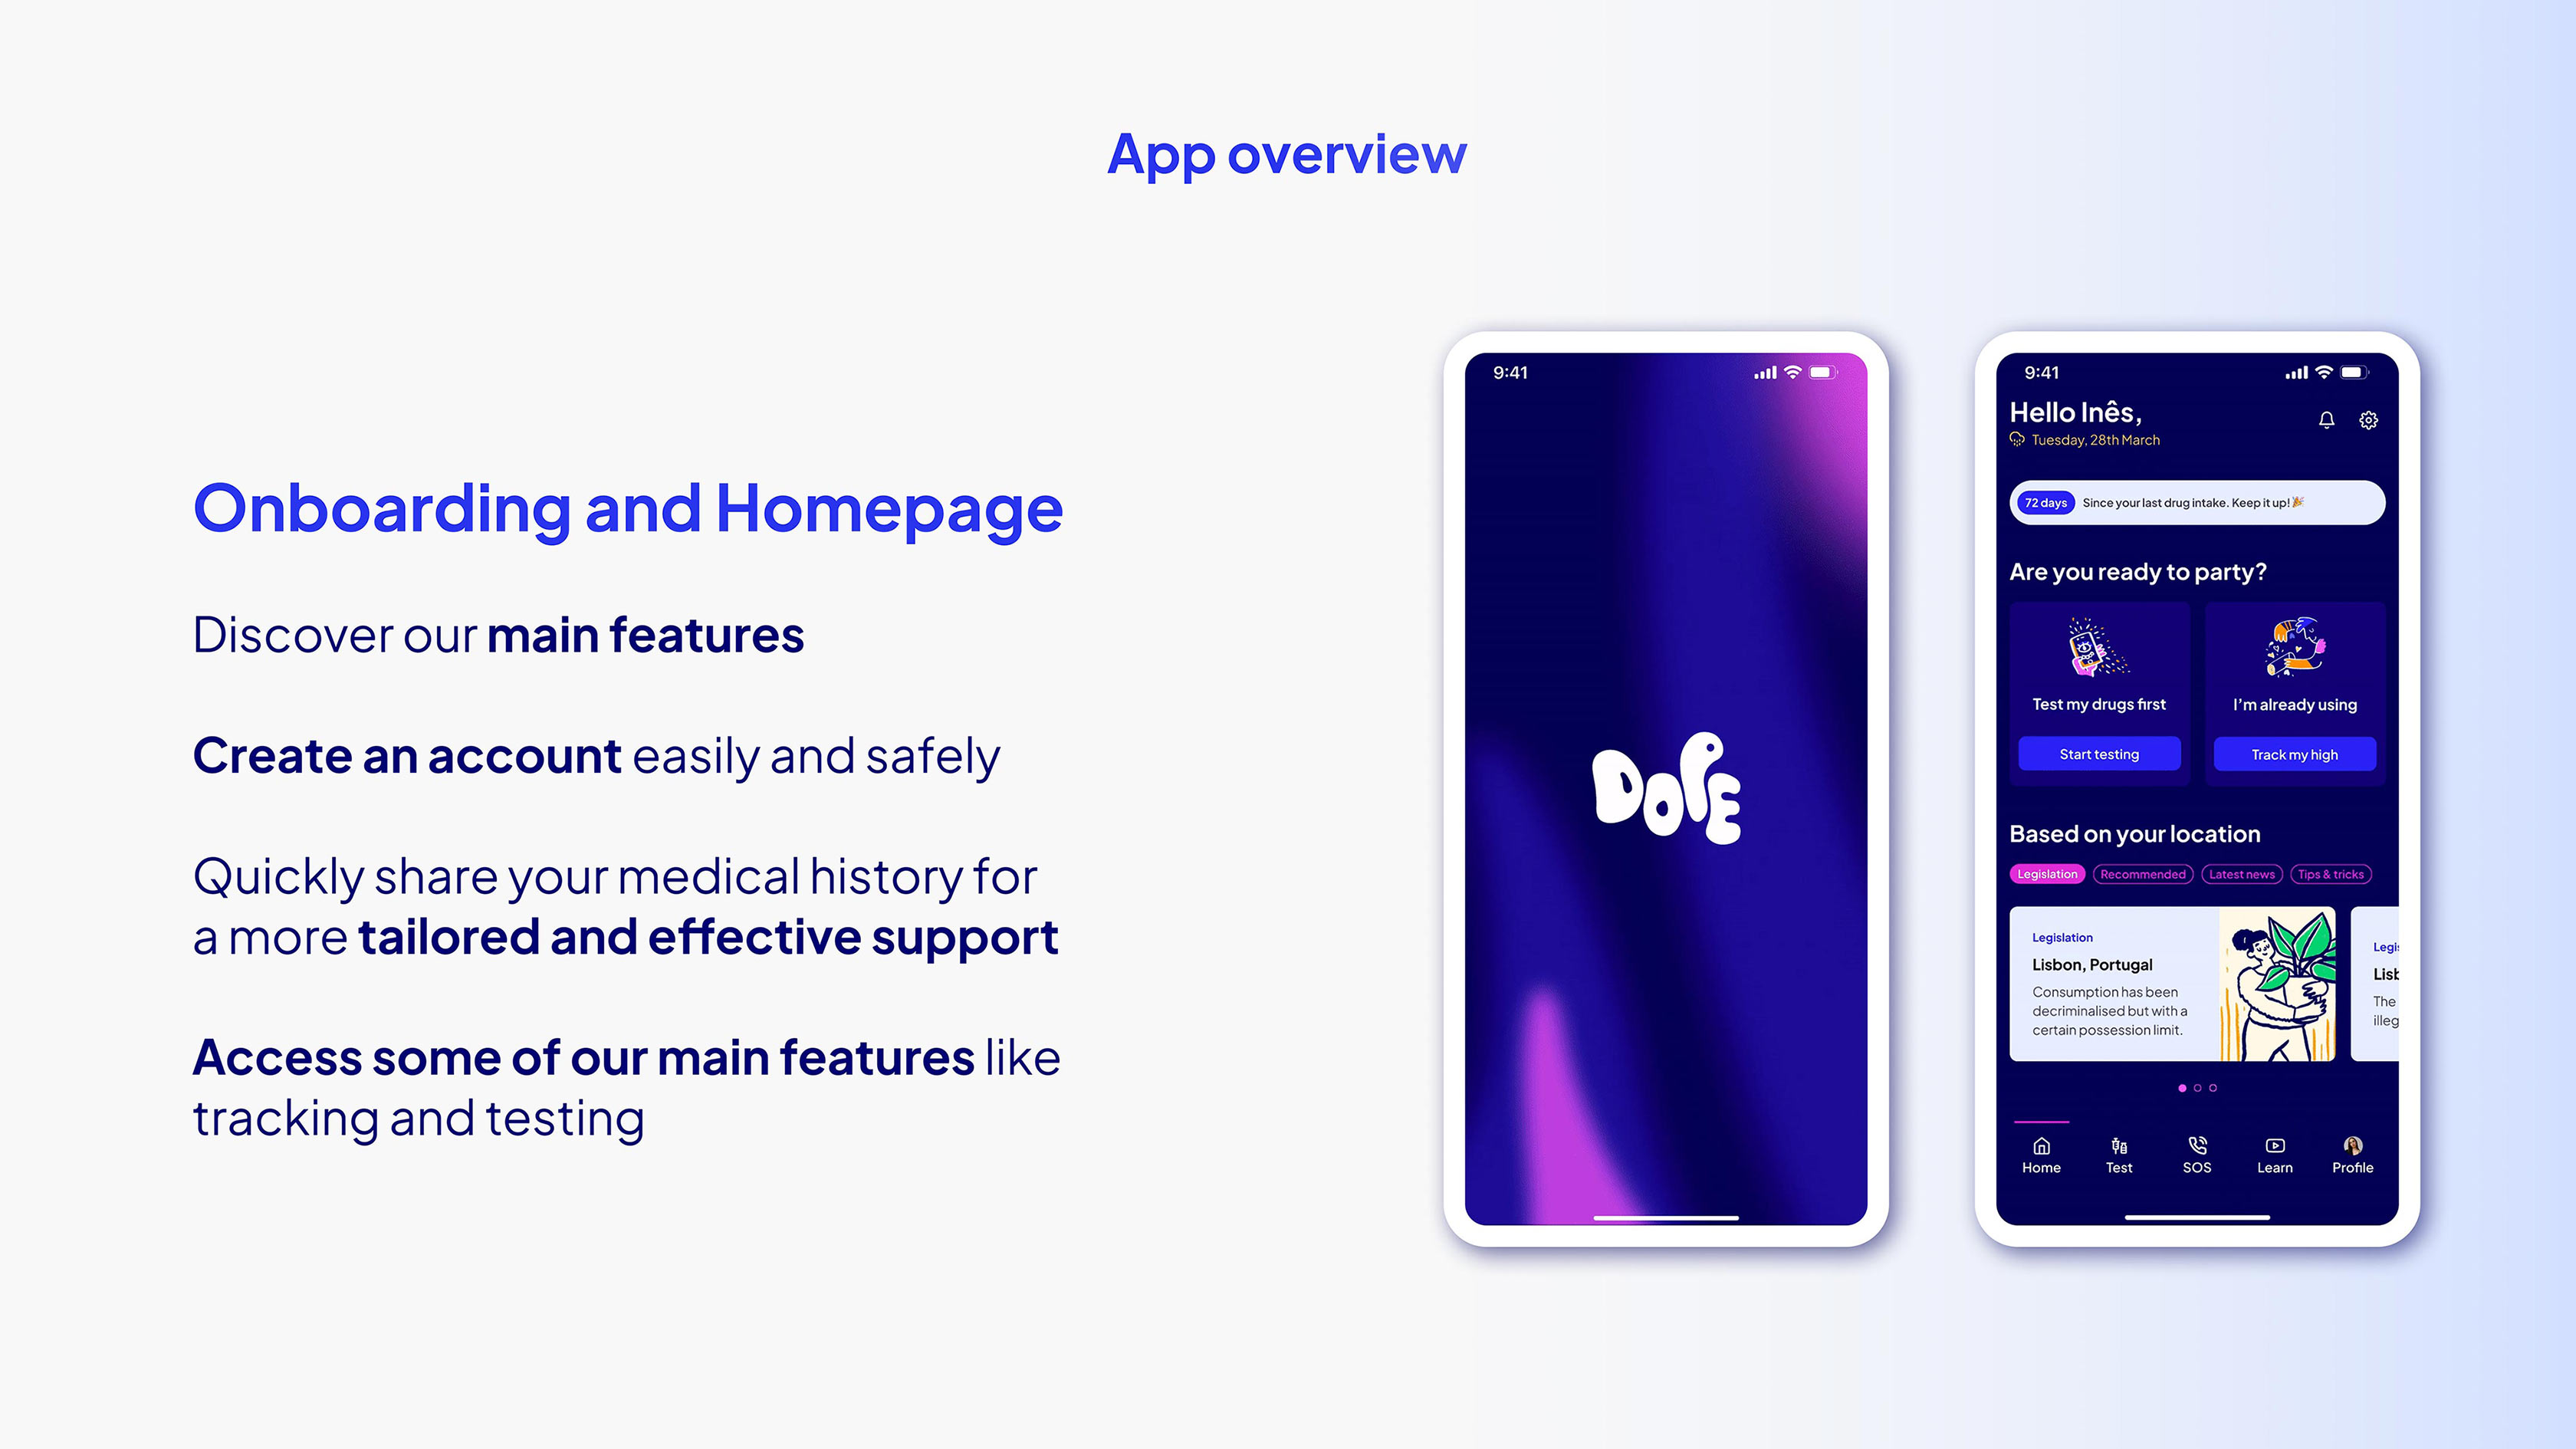 App overview
Onboarding and Homepage
Discover our main features
Create an account easily and safely
Quickly share your medical history for
a more tailored and effective support
Access some of our main features like
tracking and testing
9:41
DOPE
9:41
Hello Inês,
Tuesday, 28th March
72 days Since your last drug intake. Keep it up!🎉
Are you ready to party?
Test my drugs first
Start testing
I'm already using
Track my high
Based on your location
Legislation Recommended Latest news Tips & tricks
Legislation
Lisbon, Portugal
Consumption has been
decriminalised but with a
certain possession limit.
Legis
Lisb
The
illeg
Home Test SOS Learn Profile